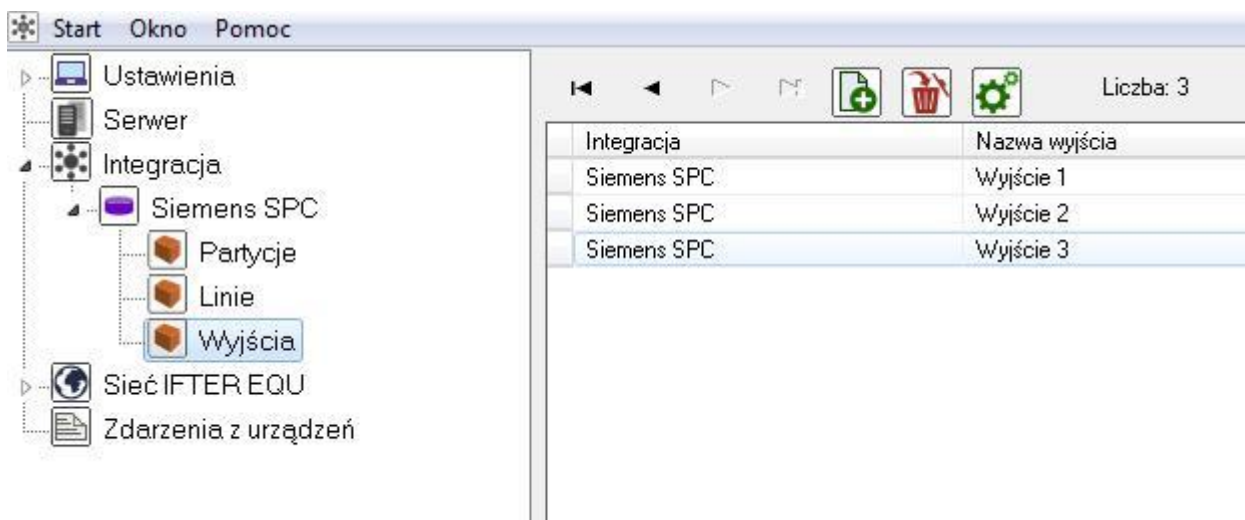 Start Okno Pomoc
Ustawienia
Serwer
Integracja
Siemens SPC
Partycje
Linie
Wyjścia
Sieć IFTER EQU
Zdarzenia z urządzeń
Liczba: 3
Integracja Nazwa wyjścia
Siemens SPC Wyjście 1
Siemens SPC Wyjście 2
Siemens SPC Wyjście 3